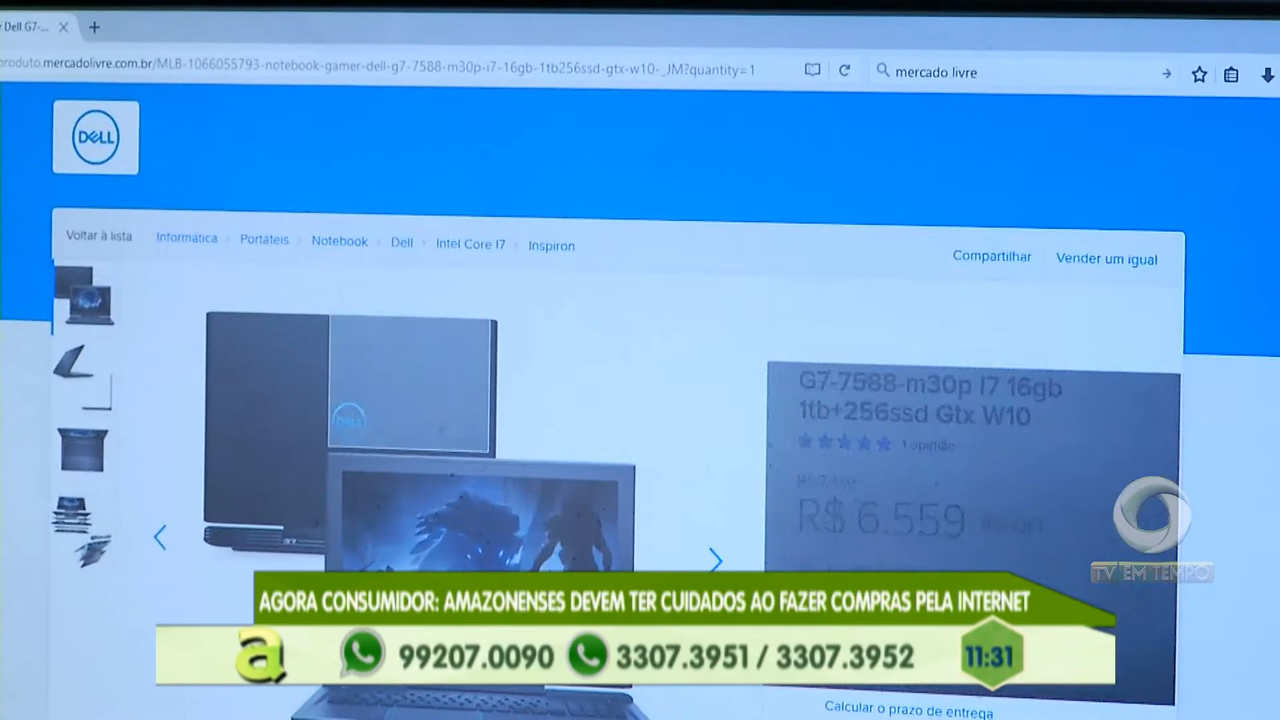 Dell G7-...
produto.mercadolivre.com.br/MLB-1066055793-notebook-gamer-dell-g7-7588-m30p-i7-16gb-1tb256ssd-gtx-w10-_JM?quantity=1
mercado livre
DELL
Voltar à lista
Informática Portáteis Notebook Dell Intel Core I7 Inspiron
Compartilhar Vender um igual
G7-7588-m30p I7 16gb
1tb+256ssd Gtx W10
1 opinião
R$ 6.559
DELL
TV EM TEMPO
AGORA CONSUMIDOR: AMAZONENSES DEVEM TER CUIDADOS AO FAZER COMPRAS PELA INTERNET
a 99207.0090 3307.3951 / 3307.3952 11:31
Calcular o prazo de entrega